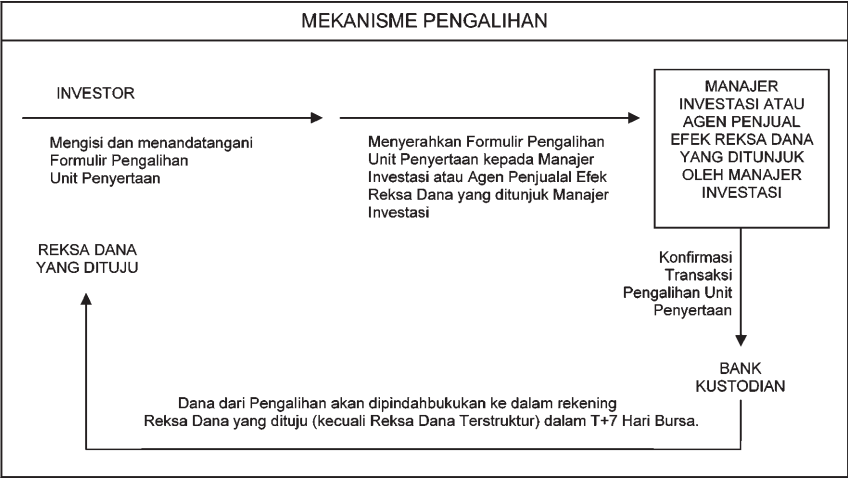 MEKANISME PENGALIHAN
INVESTOR
Mengisi dan menandatangani
Formulir Pengalihan
Unit Penyertaan
Menyerahkan Formulir Pengalihan
Unit Penyertaan kepada Manajer
Investasi atau Agen Penjualal Efek
Reksa Dana yang ditunjuk Manajer
Investasi
MANAJER
INVESTASI ATAU
AGEN PENJUAL
EFEK REKSA DANA
YANG DITUNJUK
OLEH MANAJER
INVESTASI
Konfirmasi
Transaksi
Pengalihan Unit
Penyertaan
BANK
KUSTODIAN
Dana dari Pengalihan akan dipindahbukukan ke dalam rekening
Reksa Dana yang dituju (kecuali Reksa Dana Terstruktur) dalam T+7 Hari Bursa.
REKSA DANA
YANG DITUJU